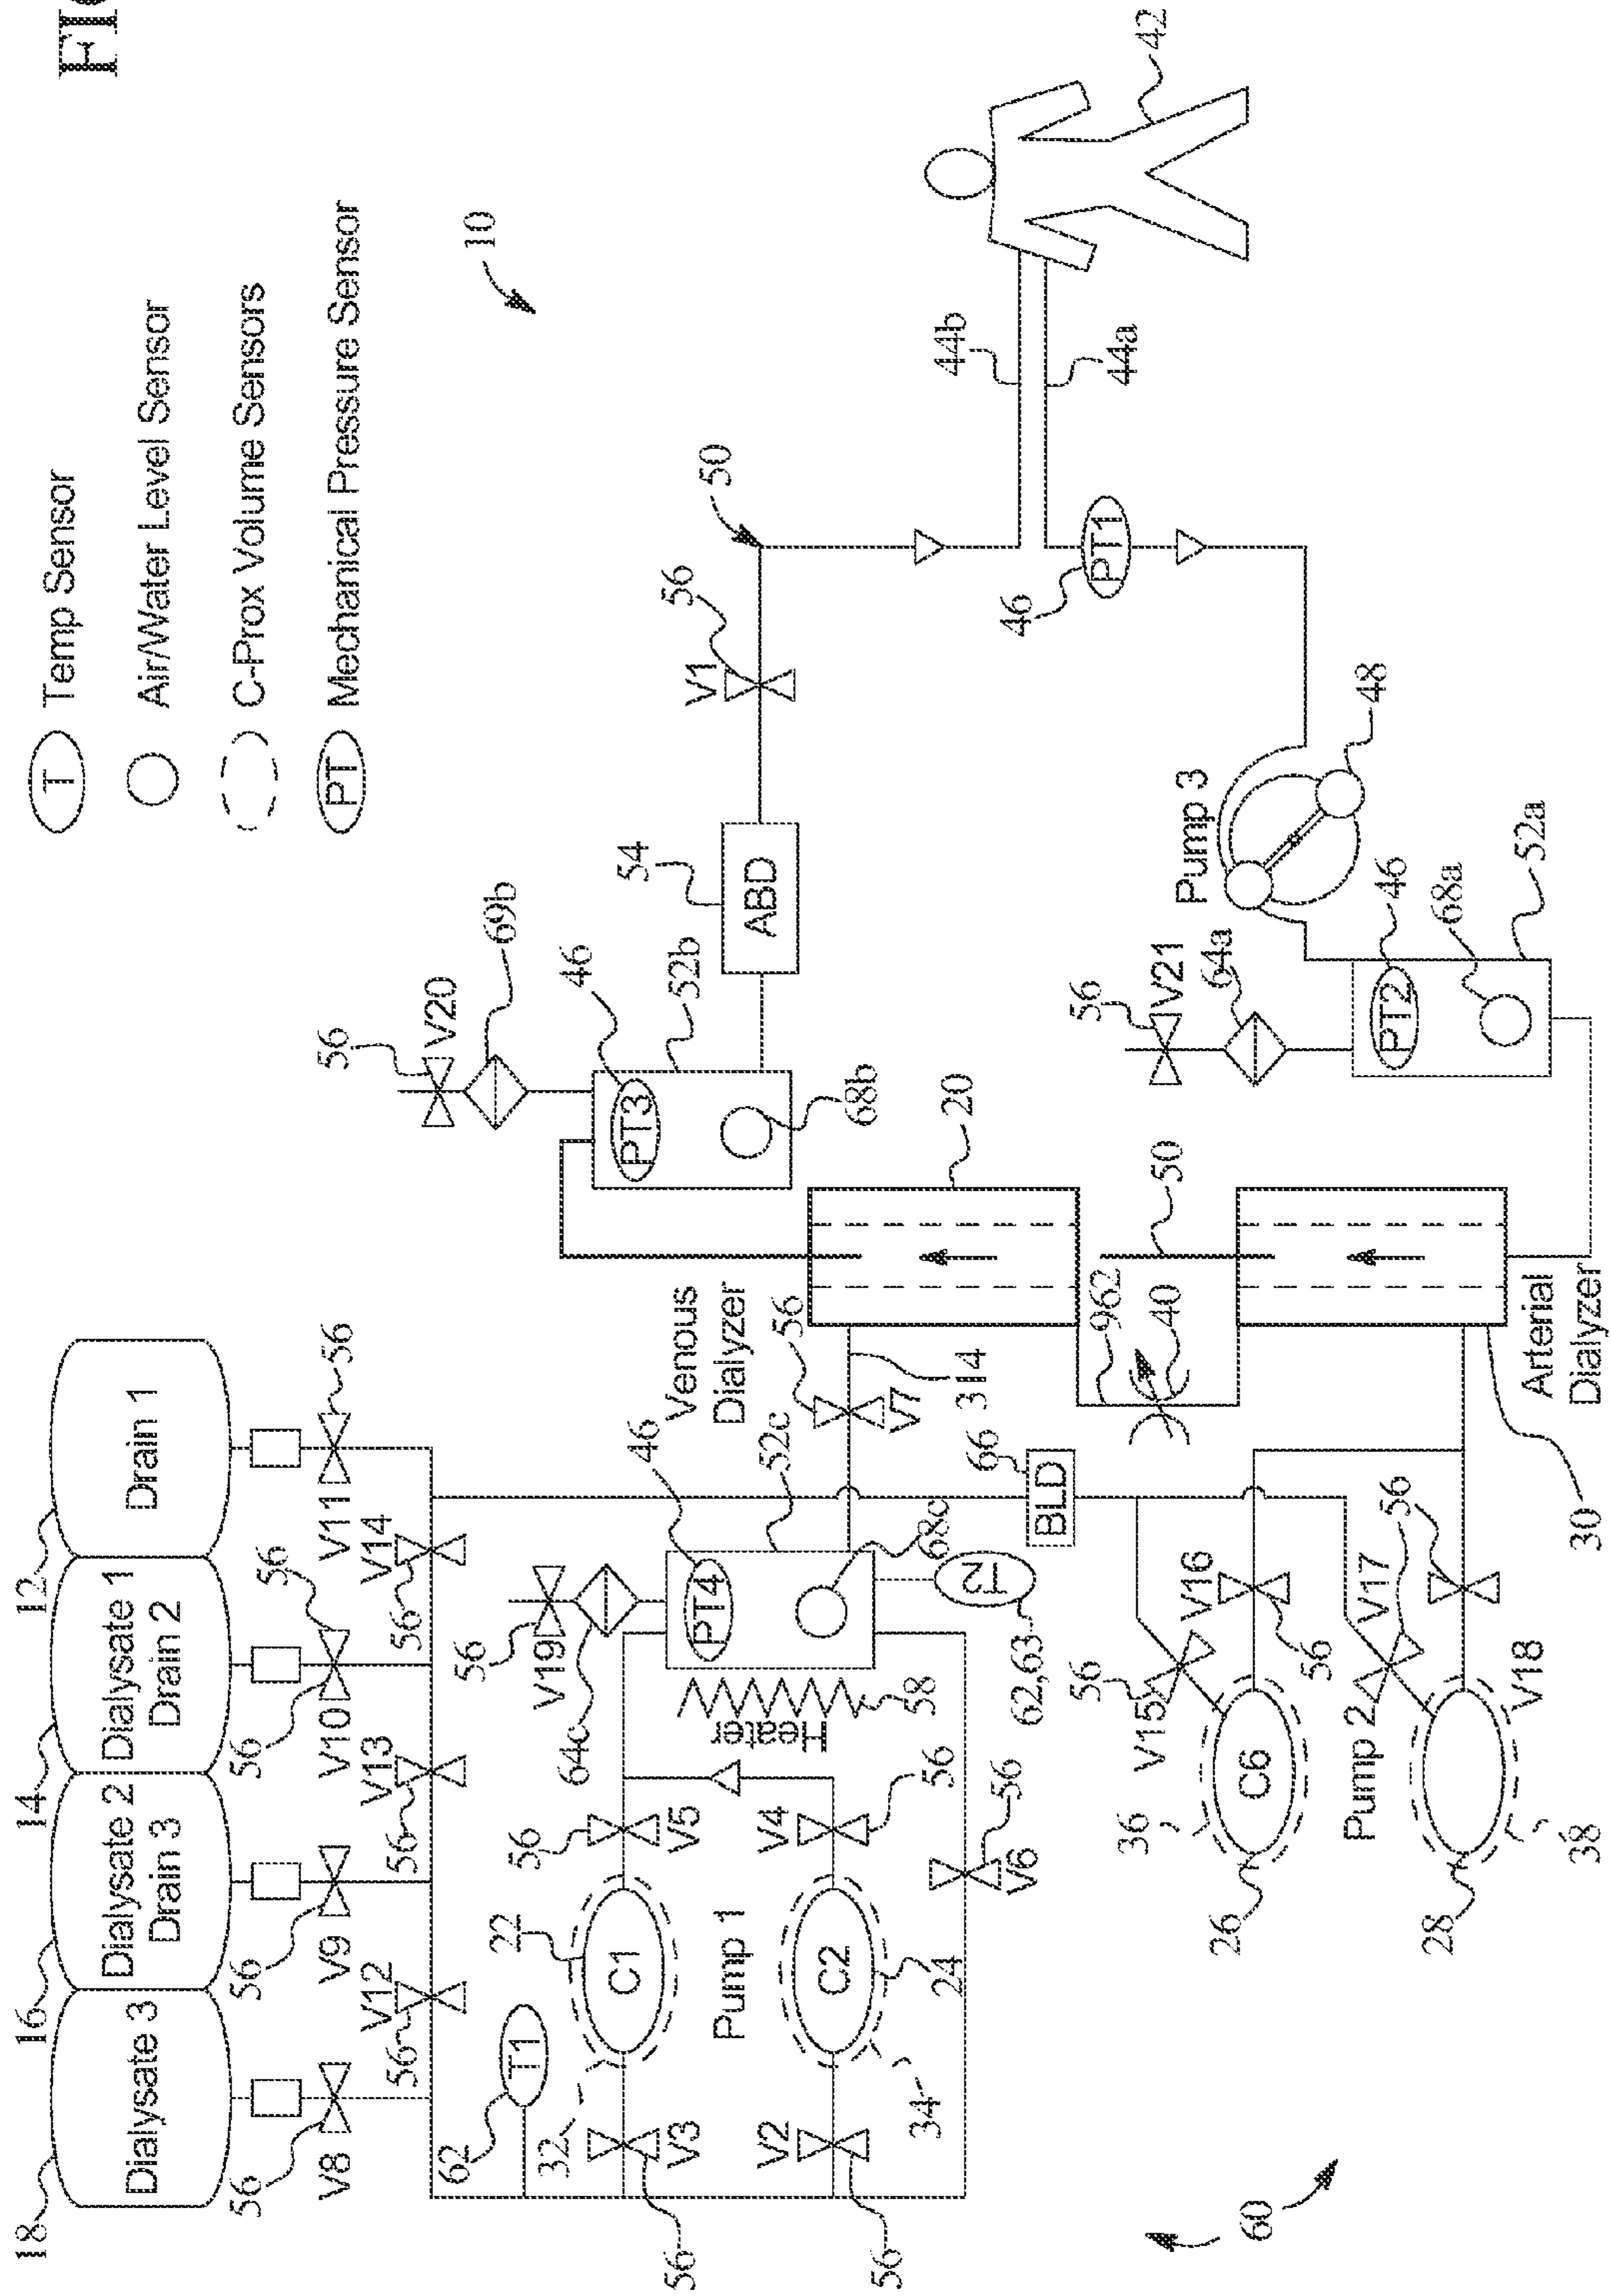 FIG
T Temp Sensor
Air/Water Level Sensor
C-Prox Volume Sensors
PT Mechanical Pressure Sensor
10
18
16
14
12
Dialysate 3
Dialysate 2
Drain 3
Dialysate 1
Drain 2
Drain 1
56
V8
56
V9
56
V10
56
V11
56
56
V12
56
V13
56
V14
62
T1
32
22
C1
V3
56
56
V5
Pump 1
V2
56
34
C2
24
V4
56
V6
56
60
56
V19
64c
46
PT4
52c
68c
Heater
58
T2
62,63
66
BLD
V7
56
314
Venous
Dialyzer
20
962
40
50
Arterial
Dialyzer
30
56
V15
V16
56
36
C6
26
Pump 2
V17
56
V18
28
38
56
V20
69b
46
PT3
52b
68b
54
ABD
V1
56
50
44b
44a
42
46
PT1
Pump 3
48
56
V21
64a
46
PT2
68a
52a